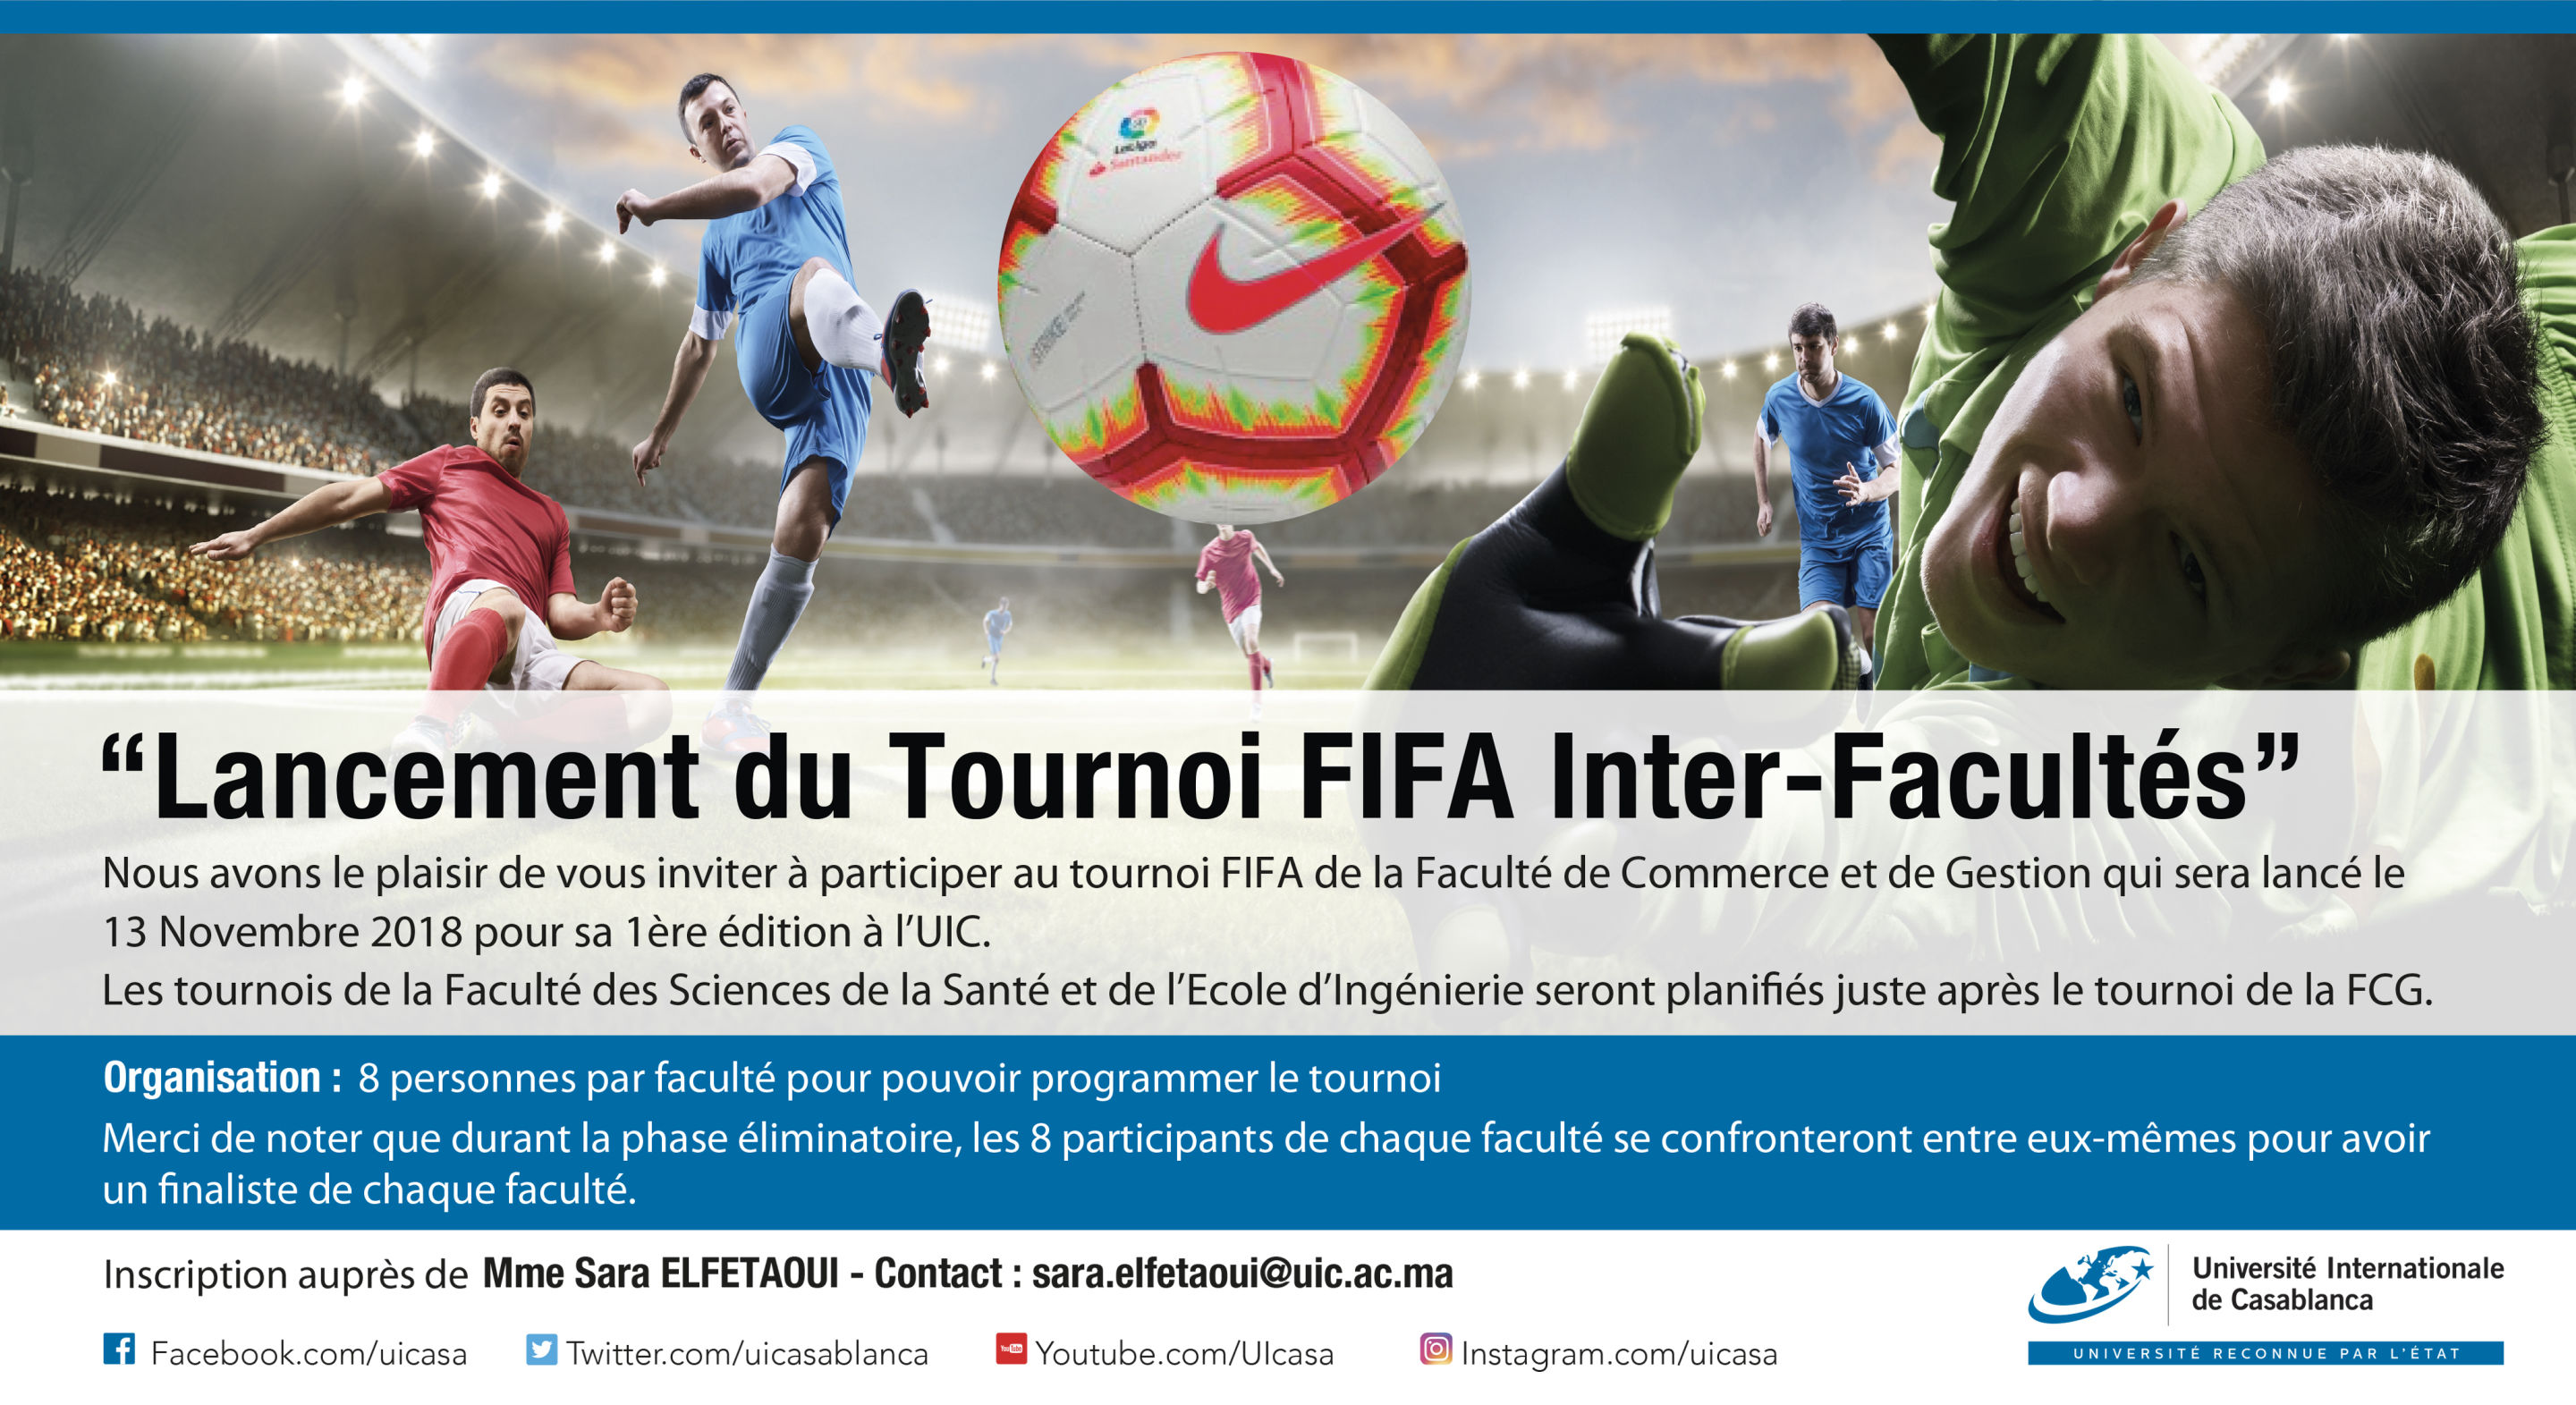 LaLiga
Santander
STRIKE
“Lancement du Tournoi FIFA Inter-Facultés”
Nous avons le plaisir de vous inviter à participer au tournoi FIFA de la Faculté de Commerce et de Gestion qui sera lancé le
13 Novembre 2018 pour sa 1ère édition à l’UIC.
Les tournois de la Faculté des Sciences de la Santé et de l’Ecole d’Ingénierie seront planifiés juste après le tournoi de la FCG.
Organisation : 8 personnes par faculté pour pouvoir programmer le tournoi
Merci de noter que durant la phase éliminatoire, les 8 participants de chaque faculté se confronteront entre eux-mêmes pour avoir
un finaliste de chaque faculté.
Inscription auprès de Mme Sara ELFETAOUI - Contact : sara.elfetaoui@uic.ac.ma
Facebook.com/uicasa
Twitter.com/uicasablanca
Youtube.com/UIcasa
Instagram.com/uicasa
Université Internationale
de Casablanca
UNIVERSITÉ RECONNUE PAR L'ÉTAT